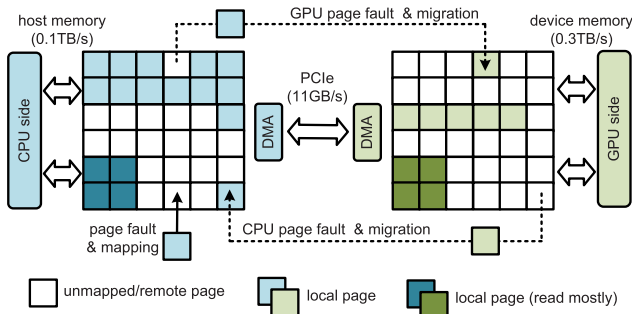 host memory
(0.1TB/s)
GPU page fault & migration
device memory
(0.3TB/s)
CPU side
PCIe
(11GB/s)
DMA
DMA
GPU side
page fault
& mapping
CPU page fault & migration
unmapped/remote page
local page
local page (read mostly)